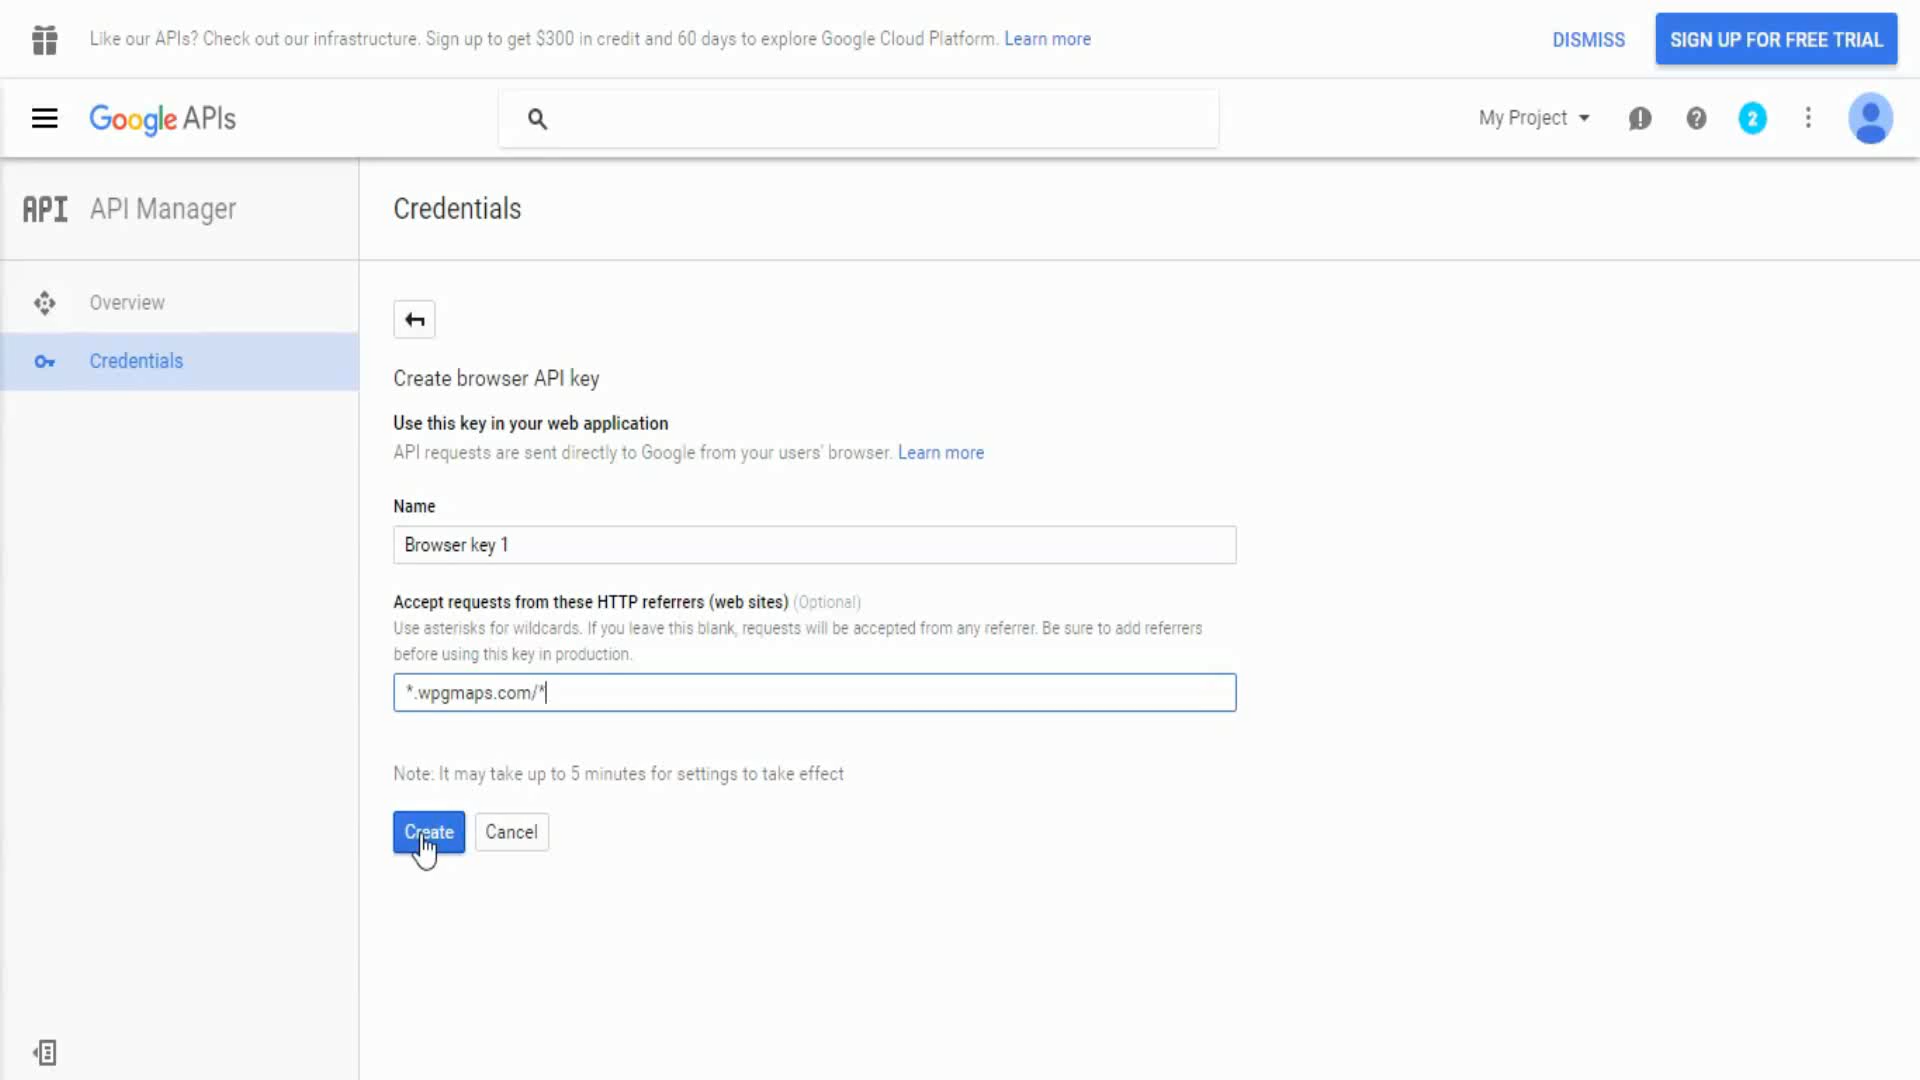 Like our APIs? Check out our infrastructure. Sign up to get $300 in credit and 60 days to explore Google Cloud Platform. Learn more
DISMISS
SIGN UP FOR FREE TRIAL
Google APIs
My Project
2
API
API Manager
Credentials
Overview
Credentials
Create browser API key
Use this key in your web application
API requests are sent directly to Google from your users' browser. Learn more
Name
Browser key 1
Accept requests from these HTTP referrers (web sites) (Optional)
Use asterisks for wildcards. If you leave this blank, requests will be accepted from any referrer. Be sure to add referrers
before using this key in production.
*.wpgmaps.com/*
Note: It may take up to 5 minutes for settings to take effect
Create
Cancel